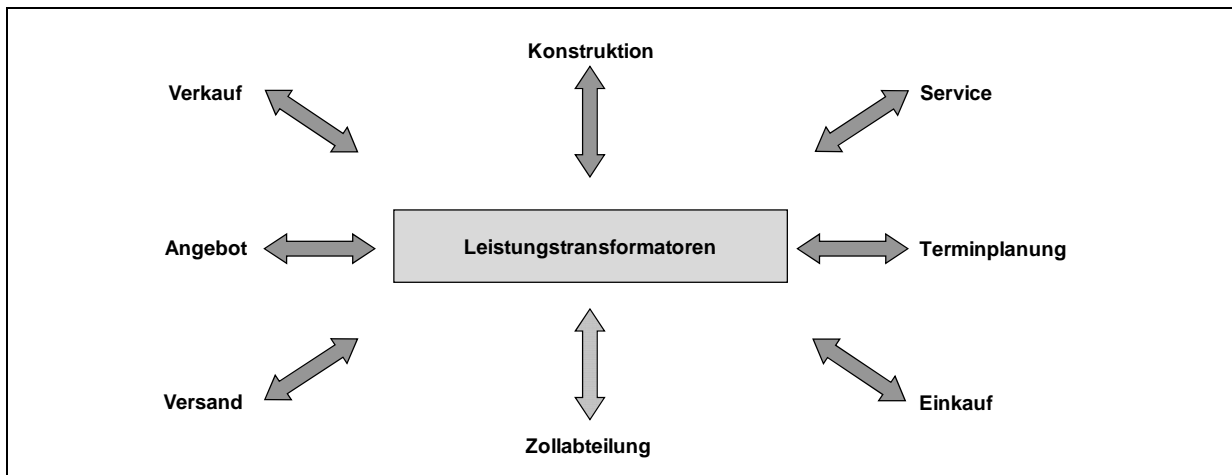 Konstruktion
Verkauf
Service
Angebot
Leistungstransformatoren
Terminplanung
Versand
Einkauf
Zollabteilung